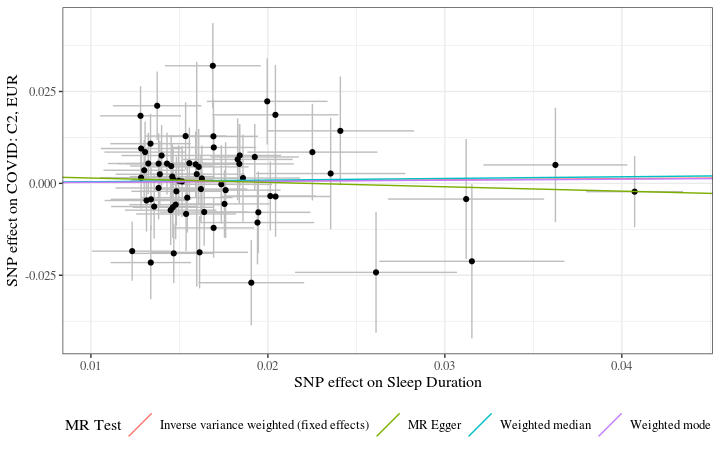 SNP effect on COVID: C2, EUR
0.025
0.000
-0.025
0.01 0.02 0.03 0.04
SNP effect on Sleep Duration
MR Test Inverse variance weighted (fixed effects) MR Egger Weighted median Weighted mode